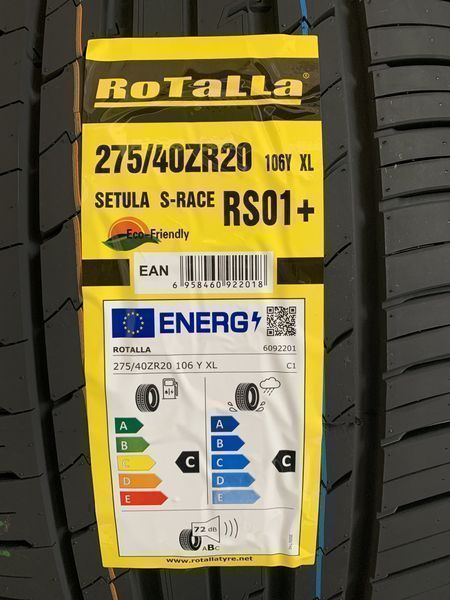 RoTaLLa®
275/40ZR20 106Y XL
SETULA S-RACE RS01+
Eco-Friendly
EAN
6 958460 922018
ENERG
ROTALLA 6092201
275/40ZR20 106 Y XL C1
A A
B B
C C C C
D D
E E
72 dB
ABC
www.rotallatyre.net